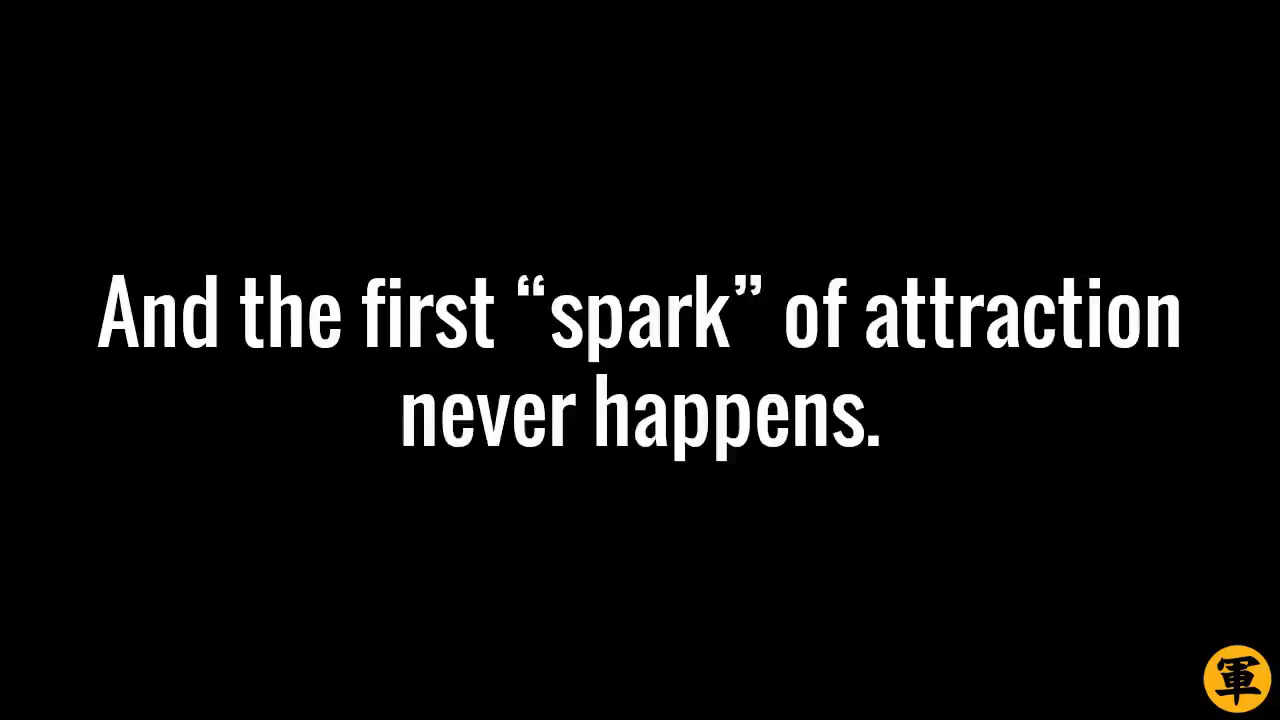 And the first “spark” of attraction
never happens.
軍